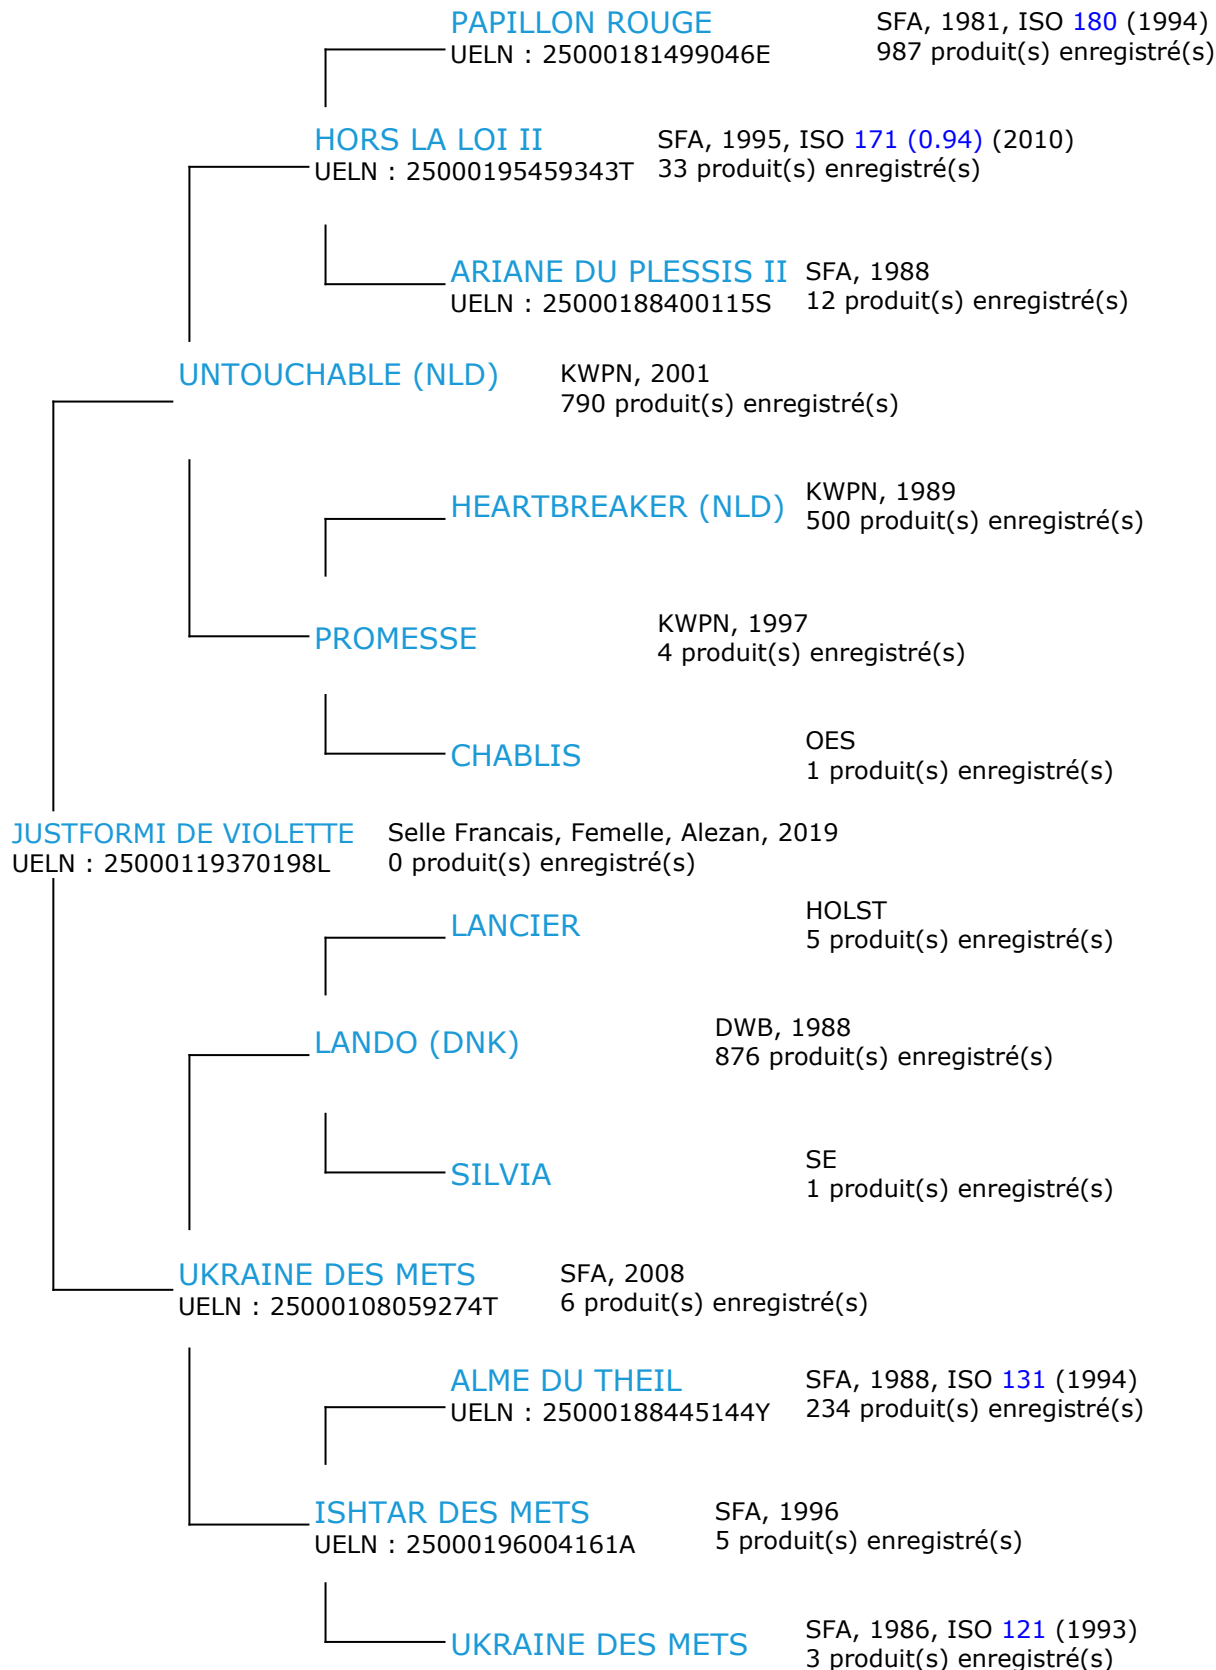 PAPILLON ROUGE
UELN : 25000181499046E
SFA, 1981, ISO 180 (1994)
987 produit(s) enregistré(s)
HORS LA LOI II
UELN : 25000195459343T
SFA, 1995, ISO 171 (0.94) (2010)
33 produit(s) enregistré(s)
ARIANE DU PLESSIS II
UELN : 25000188400115S
SFA, 1988
12 produit(s) enregistré(s)
UNTOUCHABLE (NLD)
KWPN, 2001
790 produit(s) enregistré(s)
HEARTBREAKER (NLD)
KWPN, 1989
500 produit(s) enregistré(s)
PROMESSE
KWPN, 1997
4 produit(s) enregistré(s)
CHABLIS
OES
1 produit(s) enregistré(s)
JUSTFORMI DE VIOLETTE
UELN : 25000119370198L
Selle Francais, Femelle, Alezan, 2019
0 produit(s) enregistré(s)
LANCIER
HOLST
5 produit(s) enregistré(s)
LANDO (DNK)
DWB, 1988
876 produit(s) enregistré(s)
SILVIA
SE
1 produit(s) enregistré(s)
UKRAINE DES METS
UELN : 25000108059274T
SFA, 2008
6 produit(s) enregistré(s)
ALME DU THEIL
UELN : 25000188445144Y
SFA, 1988, ISO 131 (1994)
234 produit(s) enregistré(s)
ISHTAR DES METS
UELN : 25000196004161A
SFA, 1996
5 produit(s) enregistré(s)
UKRAINE DES METS
SFA, 1986, ISO 121 (1993)
3 produit(s) enregistré(s)